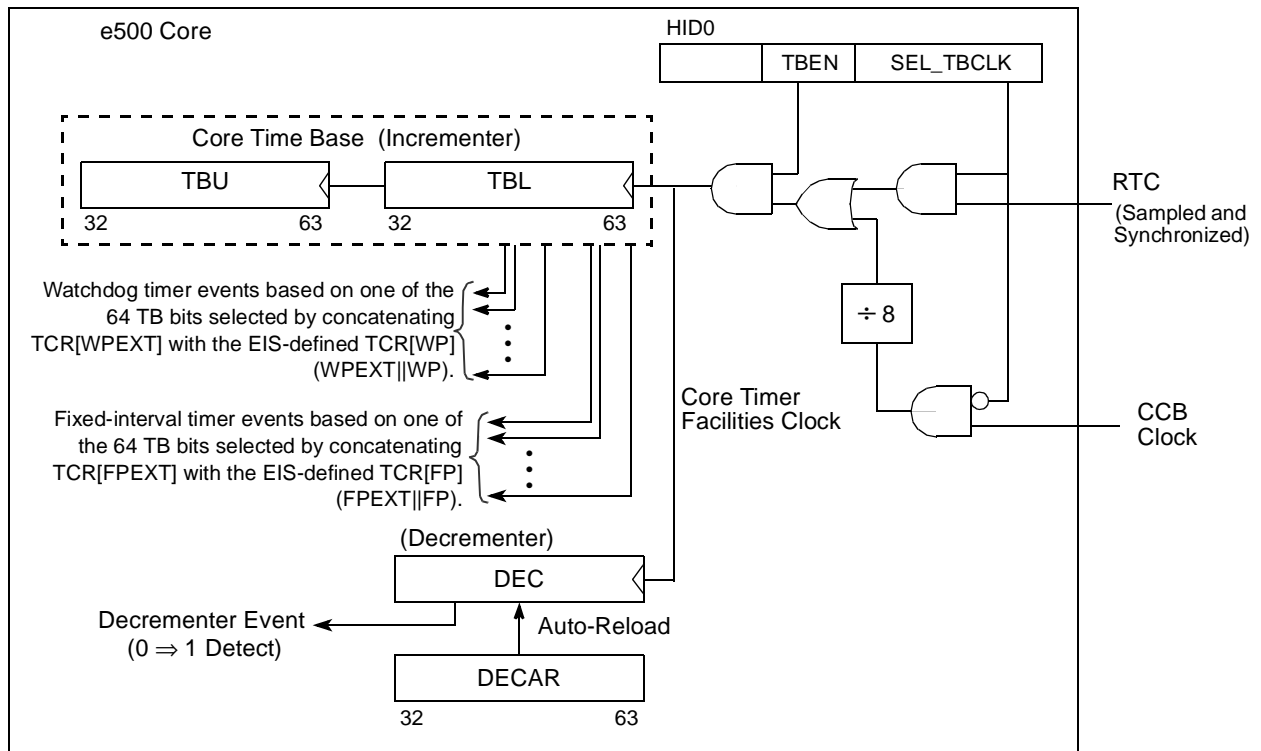 e500 Core
HID0
TBEN
SEL_TBCLK
Core Time Base (Incrementer)
TBU
TBL
32
63
32
63
RTC
(Sampled and
Synchronized)
Watchdog timer events based on one of the
64 TB bits selected by concatenating
TCR[WPEXT] with the EIS-defined TCR[WP]
(WPEXT||WP).
÷ 8
Core Timer
Facilities Clock
CCB
Clock
Fixed-interval timer events based on one of
the 64 TB bits selected by concatenating
TCR[FPEXT] with the EIS-defined TCR[FP]
(FPEXT||FP).
(Decrementer)
DEC
Decrementer Event
(0 ⇒ 1 Detect)
Auto-Reload
DECAR
32
63